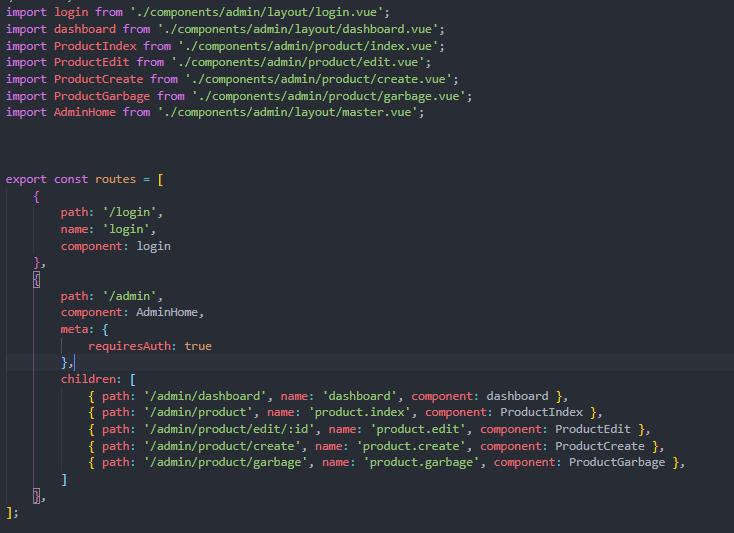 import login from './components/admin/layout/login.vue';
import dashboard from './components/admin/layout/dashboard.vue';
import ProductIndex from './components/admin/product/index.vue';
import ProductEdit from './components/admin/product/edit.vue';
import ProductCreate from './components/admin/product/create.vue';
import ProductGarbage from './components/admin/product/garbage.vue';
import AdminHome from './components/admin/layout/master.vue';
export const routes = [
{
path: '/login',
name: 'login',
component: login
},
{
path: '/admin',
component: AdminHome,
meta: {
requiresAuth: true
},
children: [
{ path: '/admin/dashboard', name: 'dashboard', component: dashboard },
{ path: '/admin/product', name: 'product.index', component: ProductIndex },
{ path: '/admin/product/edit/:id', name: 'product.edit', component: ProductEdit },
{ path: '/admin/product/create', name: 'product.create', component: ProductCreate },
{ path: '/admin/product/garbage', name: 'product.garbage', component: ProductGarbage },
]
},
];